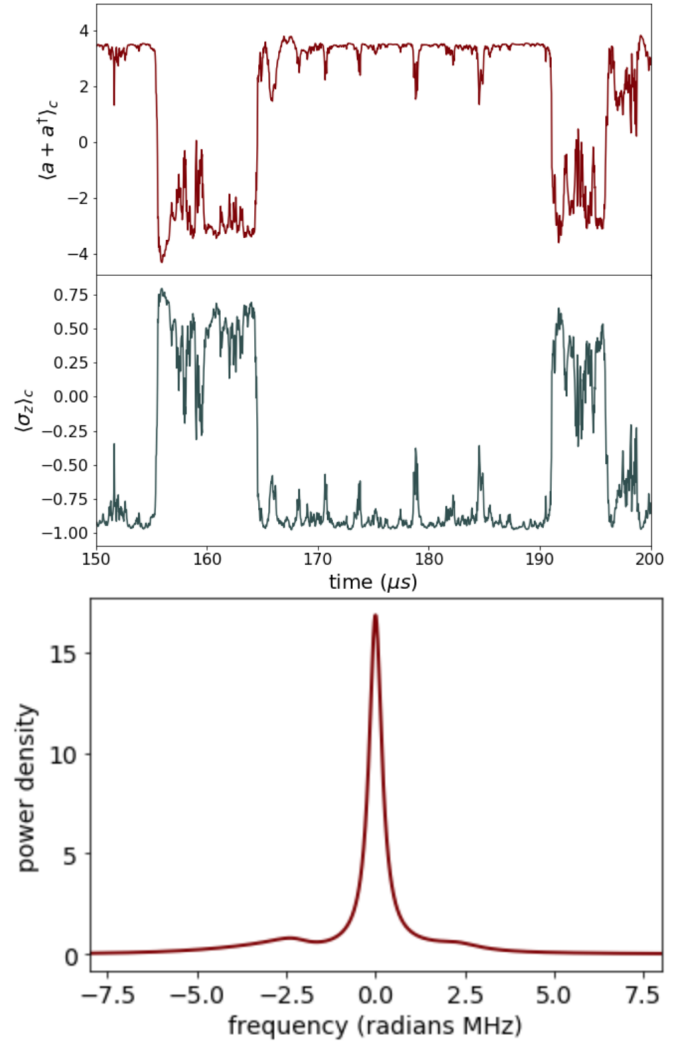 4
2
0
−2
−4
⟨a + a†⟩c
0.75
0.50
0.25
0.00
−0.25
−0.50
−0.75
−1.00
⟨σz⟩c
150 160 170 180 190 200
time (μs)
15
10
5
0
power density
−7.5 −5.0 −2.5 0.0 2.5 5.0 7.5
frequency (radians MHz)